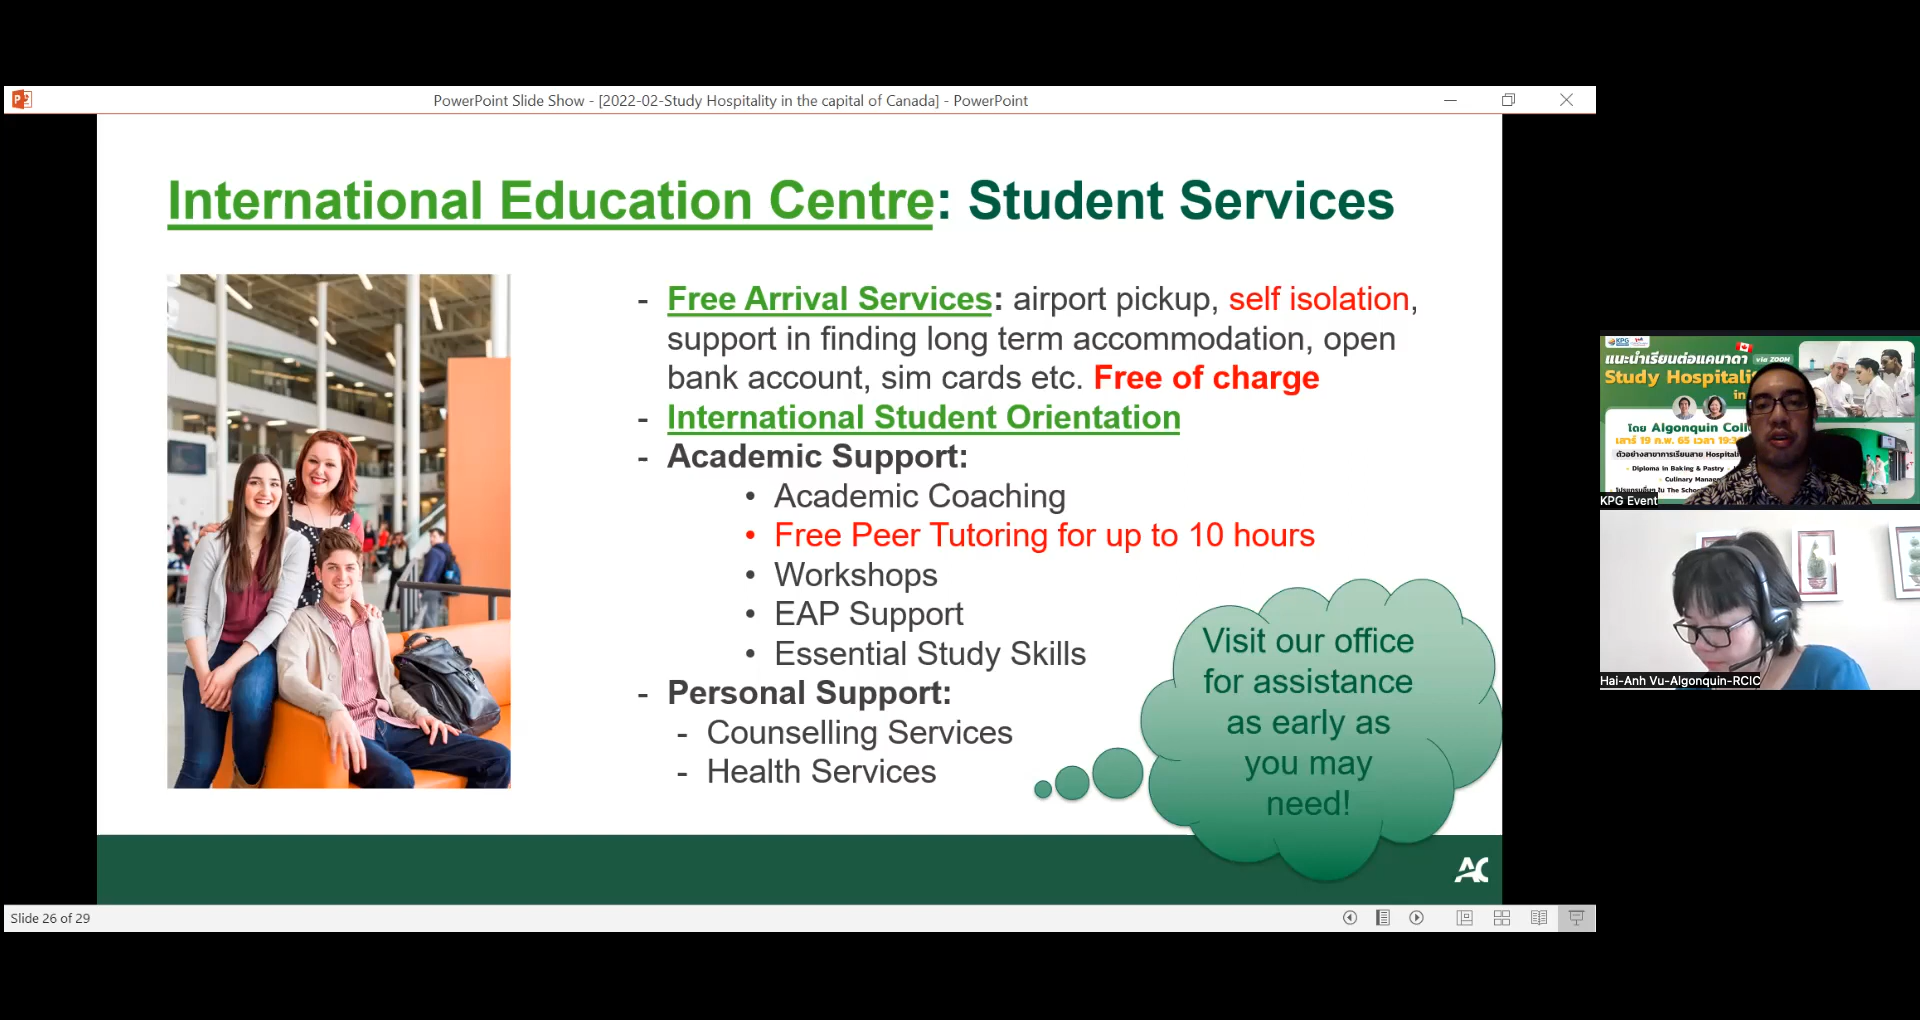 PowerPoint Slide Show - [2022-02-Study Hospitality in the capital of Canada] - PowerPoint
International Education Centre: Student Services
- Free Arrival Services: airport pickup, self isolation,
support in finding long term accommodation, open
bank account, sim cards etc. Free of charge
- International Student Orientation
- Academic Support:
• Academic Coaching
• Free Peer Tutoring for up to 10 hours
• Workshops
• EAP Support
• Essential Study Skills
- Personal Support:
- Counselling Services
- Health Services
Visit our office
for assistance
as early as
you may
need!
AC
Slide 26 of 29
KPG
แนะนำเรียนต่อแคนาดา via ZOOM
Study Hospitali
in
โดย Algonquin Coll
เสาร์ 19 ก.พ. 65 เวลา 19:3
ตัวอย่างสาขาการเรียนสาย Hospital
Diploma in Baking & Pastry
Culinary Manage
KPG Event
Hai-Anh Vu-Algonquin-RCIC